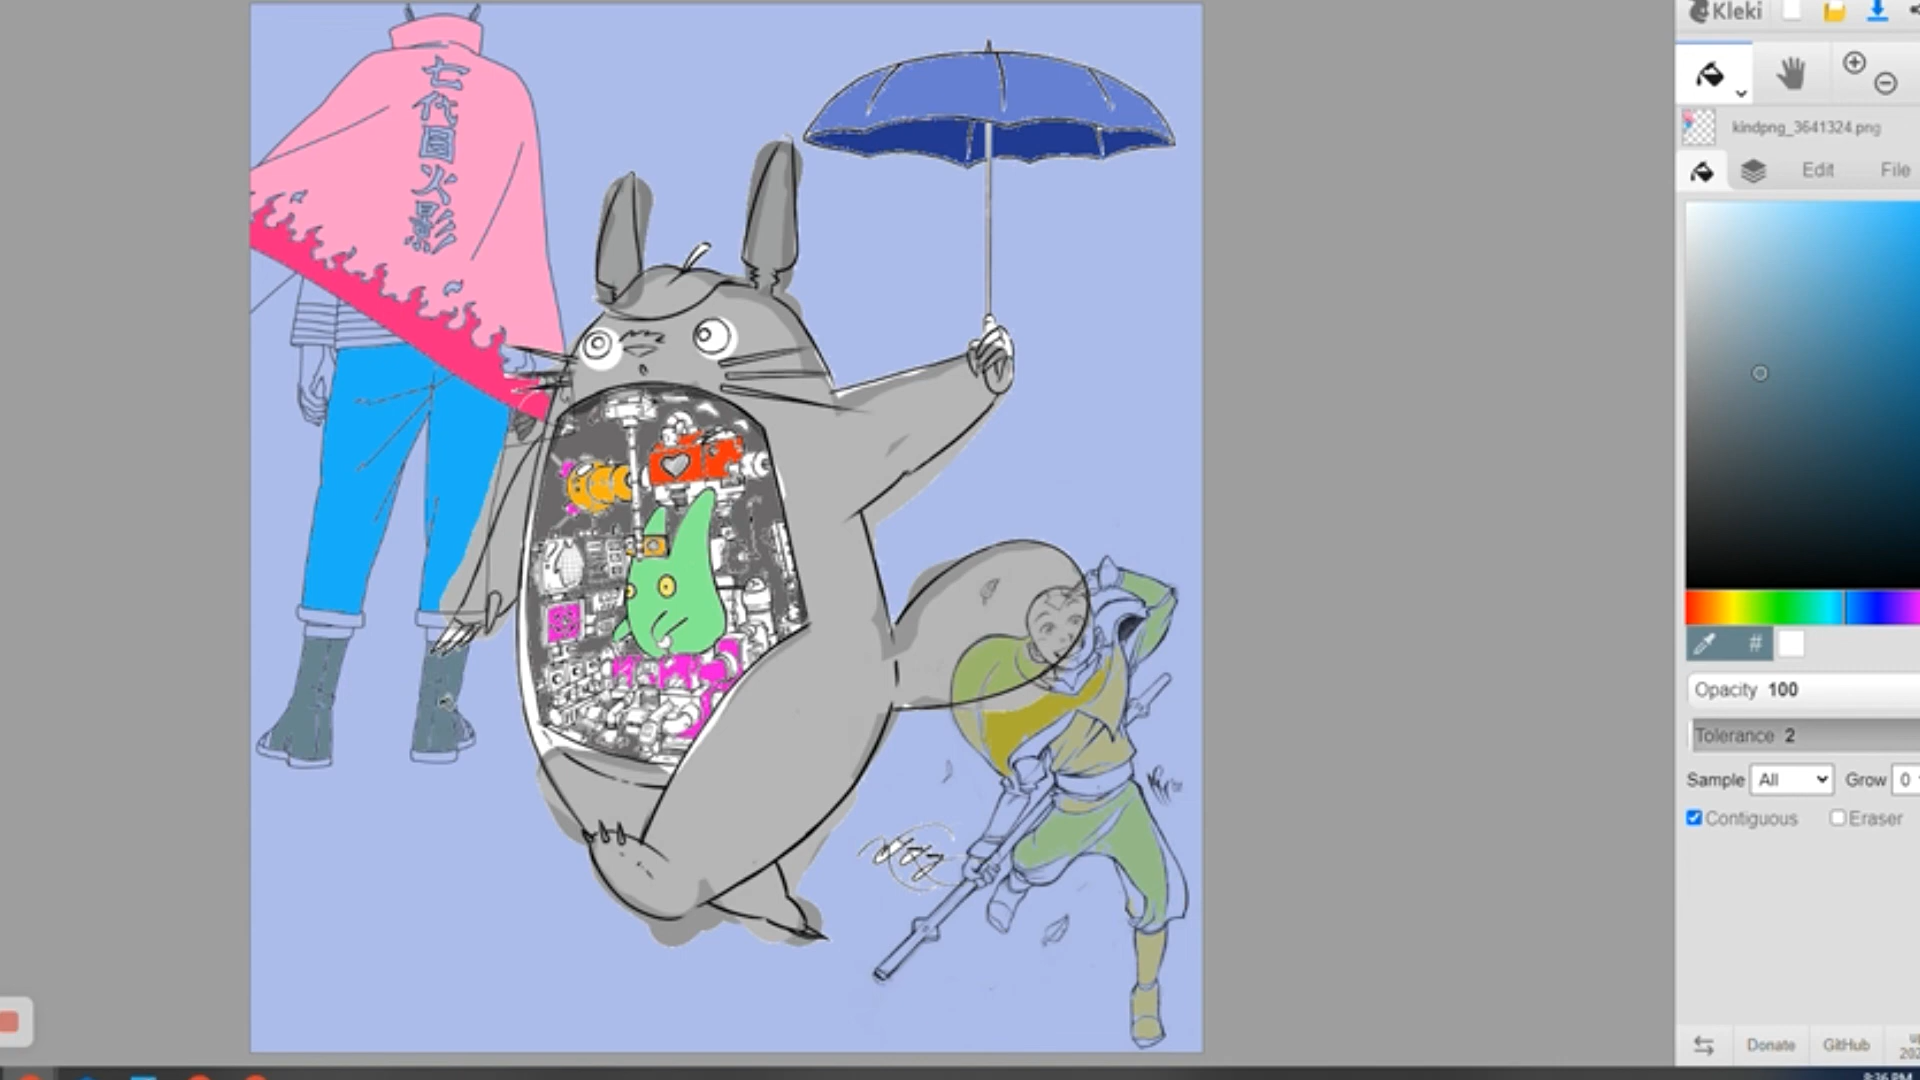 七代目火影
Kleki
kindpng_3641324.png
Edit
File
#
Opacity 100
Tolerance 2
Sample All Grow 0
Contiguous Eraser
Donate GitHub